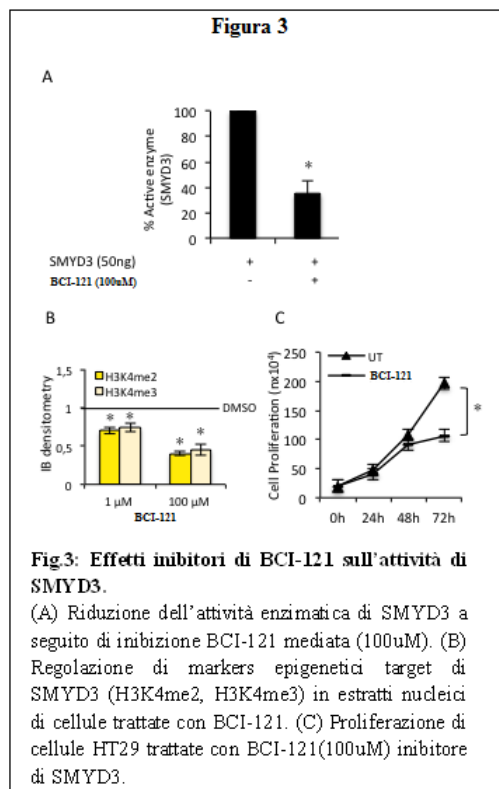 Figura 3
A
100
80
60
40
20
0
% Active enzyme
(SMYD3)
*
SMYD3 (50ng) + +
BCI-121 (100uM) - +
B
1,5
1
0,5
0
IB densitometry
H3K4me2
H3K4me3
DMSO
* * * *
1 µM 100 µM
BCI-121
C
UT
BCI-121
250
200
150
100
50
0
Cell Proliferation (nx10⁴)
*
0h 24h 48h 72h
Fig.3: Effetti inibitori di BCI-121 sull'attività di
SMYD3.
(A) Riduzione dell'attività enzimatica di SMYD3 a
seguito di inibizione BCI-121 mediata (100uM). (B)
Regolazione di markers epigenetici target di
SMYD3 (H3K4me2, H3K4me3) in estratti nucleici
di cellule trattate con BCI-121. (C) Proliferazione di
cellule HT29 trattate con BCI-121(100uM) inibitore
di SMYD3.